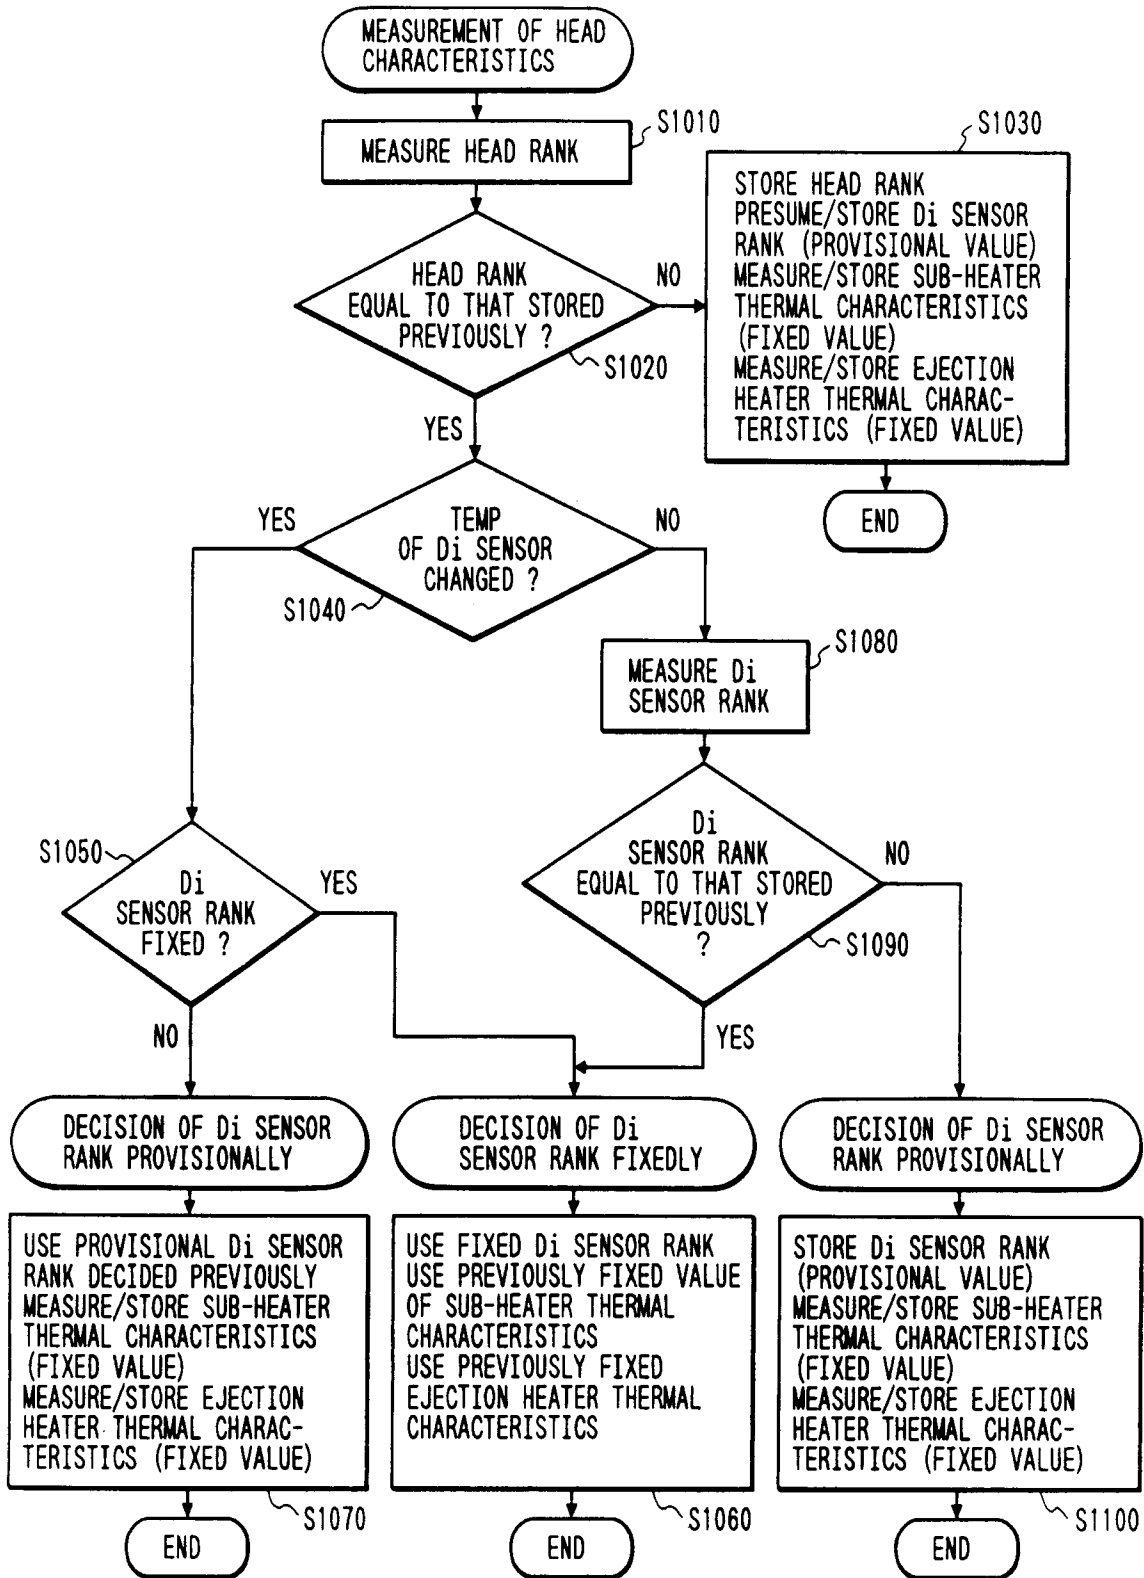 MEASUREMENT OF HEAD
CHARACTERISTICS
S1010
MEASURE HEAD RANK
S1030
STORE HEAD RANK
PRESUME/STORE Di SENSOR
RANK (PROVISIONAL VALUE)
MEASURE/STORE SUB-HEATER
THERMAL CHARACTERISTICS
(FIXED VALUE)
MEASURE/STORE EJECTION
HEATER THERMAL CHARAC-
TERISTICS (FIXED VALUE)
END
HEAD RANK
EQUAL TO THAT STORED
PREVIOUSLY ?
NO
S1020
YES
TEMP
OF Di SENSOR
CHANGED ?
YES
NO
S1040
S1080
MEASURE Di
SENSOR RANK
S1050
Di
SENSOR RANK
FIXED ?
YES
NO
Di
SENSOR RANK
EQUAL TO THAT STORED
PREVIOUSLY
?
NO
S1090
YES
DECISION OF Di SENSOR
RANK PROVISIONALLY
DECISION OF Di
SENSOR RANK FIXEDLY
DECISION OF Di SENSOR
RANK PROVISIONALLY
USE PROVISIONAL Di SENSOR
RANK DECIDED PREVIOUSLY
MEASURE/STORE SUB-HEATER
THERMAL CHARACTERISTICS
(FIXED VALUE)
MEASURE/STORE EJECTION
HEATER THERMAL CHARAC-
TERISTICS (FIXED VALUE)
S1070
END
USE FIXED Di SENSOR RANK
USE PREVIOUSLY FIXED VALUE
OF SUB-HEATER THERMAL
CHARACTERISTICS
USE PREVIOUSLY FIXED
EJECTION HEATER THERMAL
CHARACTERISTICS
S1060
END
STORE Di SENSOR RANK
(PROVISIONAL VALUE)
MEASURE/STORE SUB-HEATER
THERMAL CHARACTERISTICS
(FIXED VALUE)
MEASURE/STORE EJECTION
HEATER THERMAL CHARAC-
TERISTICS (FIXED VALUE)
S1100
END